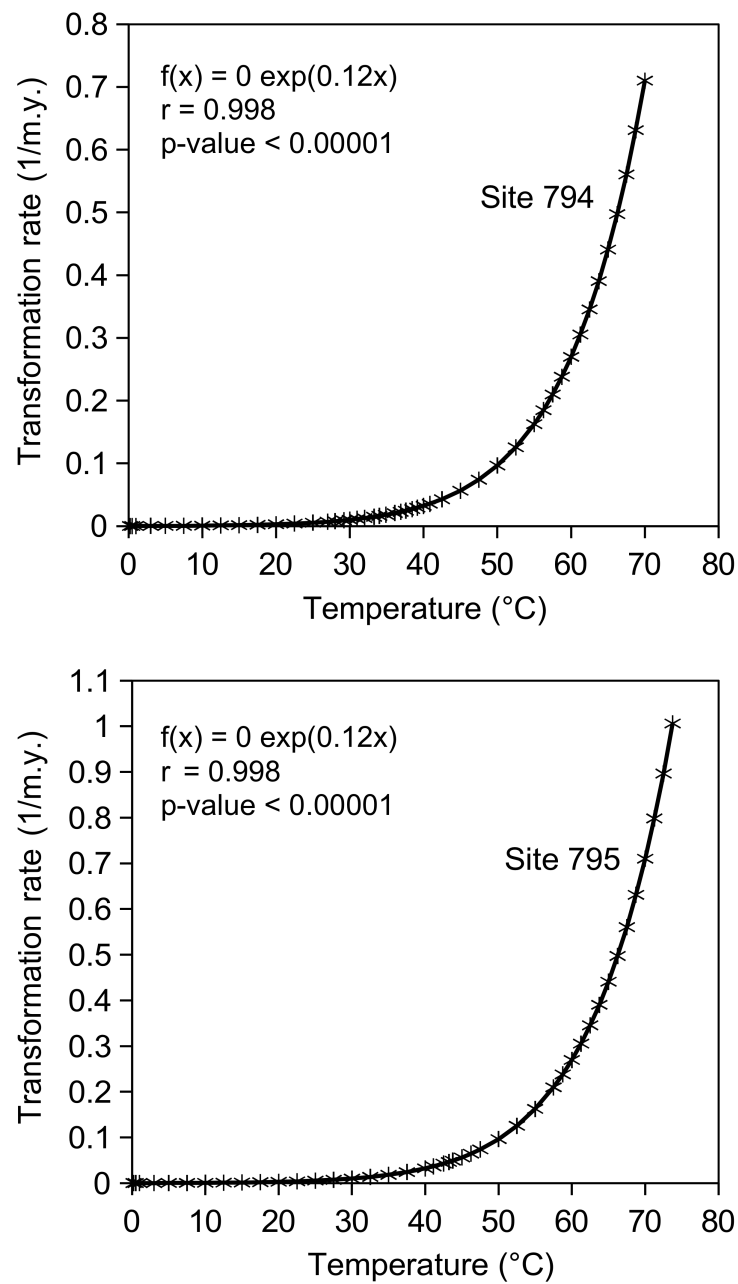 0.8
0.7
0.6
0.5
0.4
0.3
0.2
0.1
0
Transformation rate (1/m.y.)
f(x) = 0 exp(0.12x)
r = 0.998
p-value < 0.00001
Site 794
0 10 20 30 40 50 60 70 80
Temperature (°C)
1.1
1
0.9
0.8
0.7
0.6
0.5
0.4
0.3
0.2
0.1
0
Transformation rate (1/m.y.)
f(x) = 0 exp(0.12x)
r = 0.998
p-value < 0.00001
Site 795
0 10 20 30 40 50 60 70 80
Temperature (°C)